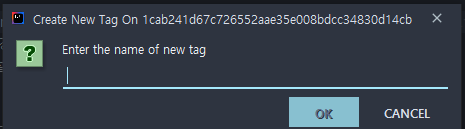 Create New Tag On 1cab241d67c726552aae35e008bdcc34830d14cb
Enter the name of new tag
OK
CANCEL